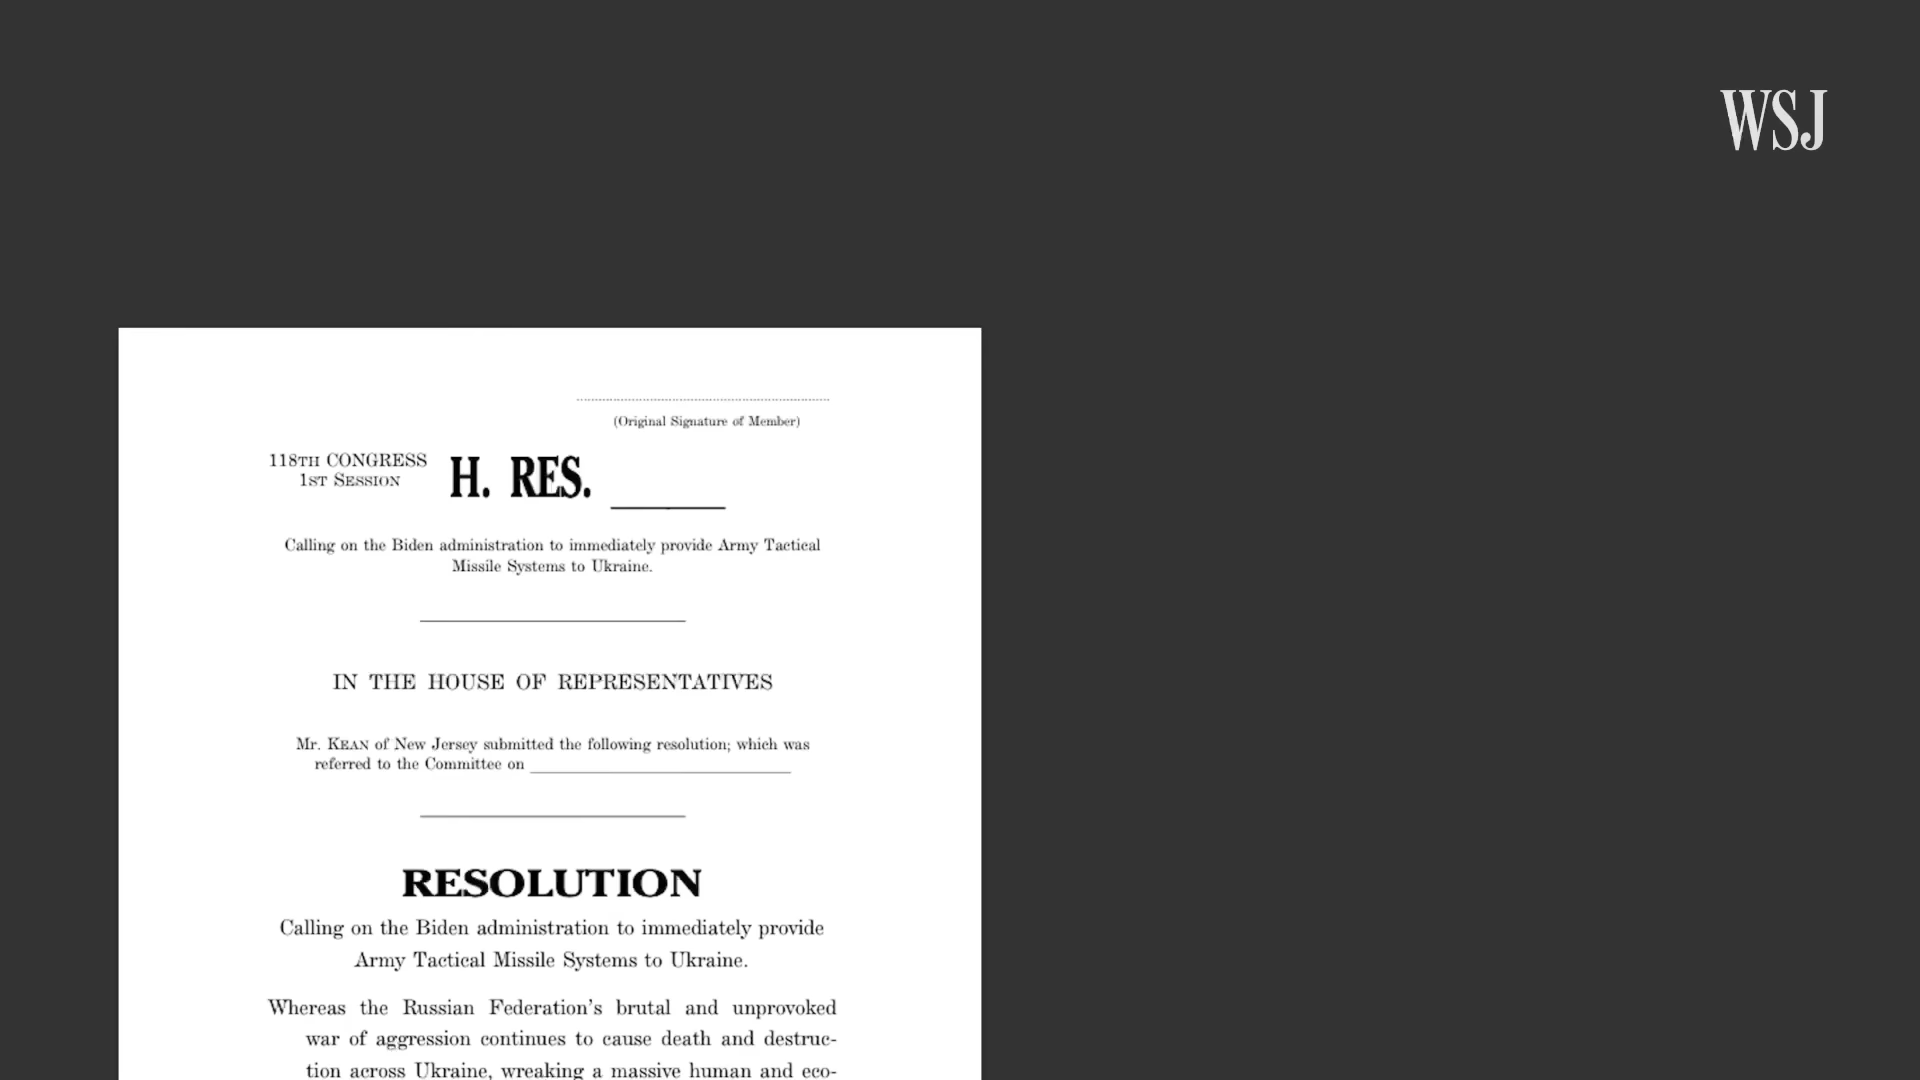 WSJ
(Original Signature of Member)
118TH CONGRESS
1ST SESSION
H. RES.
Calling on the Biden administration to immediately provide Army Tactical
Missile Systems to Ukraine.
IN THE HOUSE OF REPRESENTATIVES
Mr. KEAN of New Jersey submitted the following resolution; which was
referred to the Committee on
RESOLUTION
Calling on the Biden administration to immediately provide
Army Tactical Missile Systems to Ukraine.
Whereas the Russian Federation's brutal and unprovoked
war of aggression continues to cause death and destruc-
tion across Ukraine, wreaking a massive human and eco-